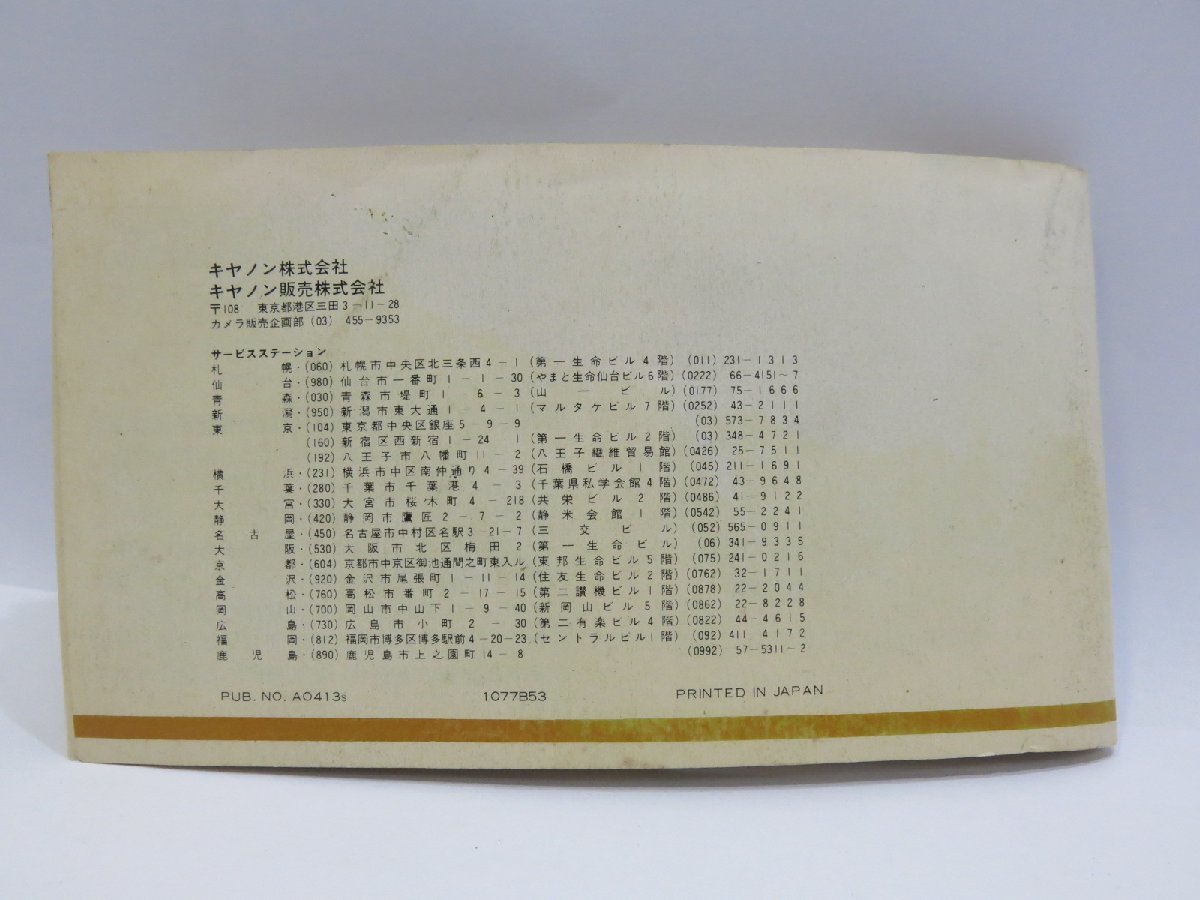 キヤノン株式会社
キヤノン販売株式会社
〒108 東京都港区三田3-11-28
カメラ販売企画部 (03) 455-9353
サービスステーション
札幌・(060) 札幌市中央区北三条西4-1 (第一生命ビル4階) (011) 231-1313
仙台・(980) 仙台市一番町1-1-30 (やまと生命仙台ビル6階) (0222) 66-4151~7
青森・(030) 青森市堤町1-6-3 (山一ビル) (0177) 75-1666
新潟・(950) 新潟市東大通1-4-1 (マルタケビル7階) (0252) 43-2111
東京・(104) 東京都中央区銀座5-9-9 (03) 573-7834
(160) 新宿区西新宿1-24-1 (第一生命ビル2階) (03) 348-4721
(192) 八王子市八幡町11-2 (八王子繊維貿易館) (0426) 25-7511
横浜・(231) 横浜市中区南仲通り4-39 (石橋ビル1階) (045) 211-1691
千葉・(280) 千葉市千葉港4-3 (千葉県私学会館4階) (0472) 43-9648
大宮・(330) 大宮市桜木町4-218 (共栄ビル2階) (0486) 41-9122
静岡・(420) 静岡市鷹匠2-7-2 (静米会館1階) (0542) 55-2241
名古屋・(450) 名古屋市中村区名駅3-21-7 (三交ビル) (052) 565-0911
大阪・(530) 大阪市北区梅田2 (第一生命ビル) (06) 341-9335
京都・(604) 京都市中京区御池通間之町東入ル (東邦生命ビル5階) (075) 241-0216
金沢・(920) 金沢市尾張町1-11-14 (住友生命ビル2階) (0762) 32-1711
高松・(760) 高松市番町2-17-15 (第二讃機ビル1階) (0878) 22-2044
岡山・(700) 岡山市中山下1-9-40 (新岡山ビル5階) (0862) 22-8228
広島・(730) 広島市小町2-30 (第二有楽ビル4階) (0822) 44-4615
福岡・(812) 福岡市博多区博多駅前4-20-23 (セントラルビル1階) (092) 411-4172
鹿児島・(890) 鹿児島市上之園町14-8 (0992) 57-5311~2
PUB. NO. A0413s 1077B53 PRINTED IN JAPAN